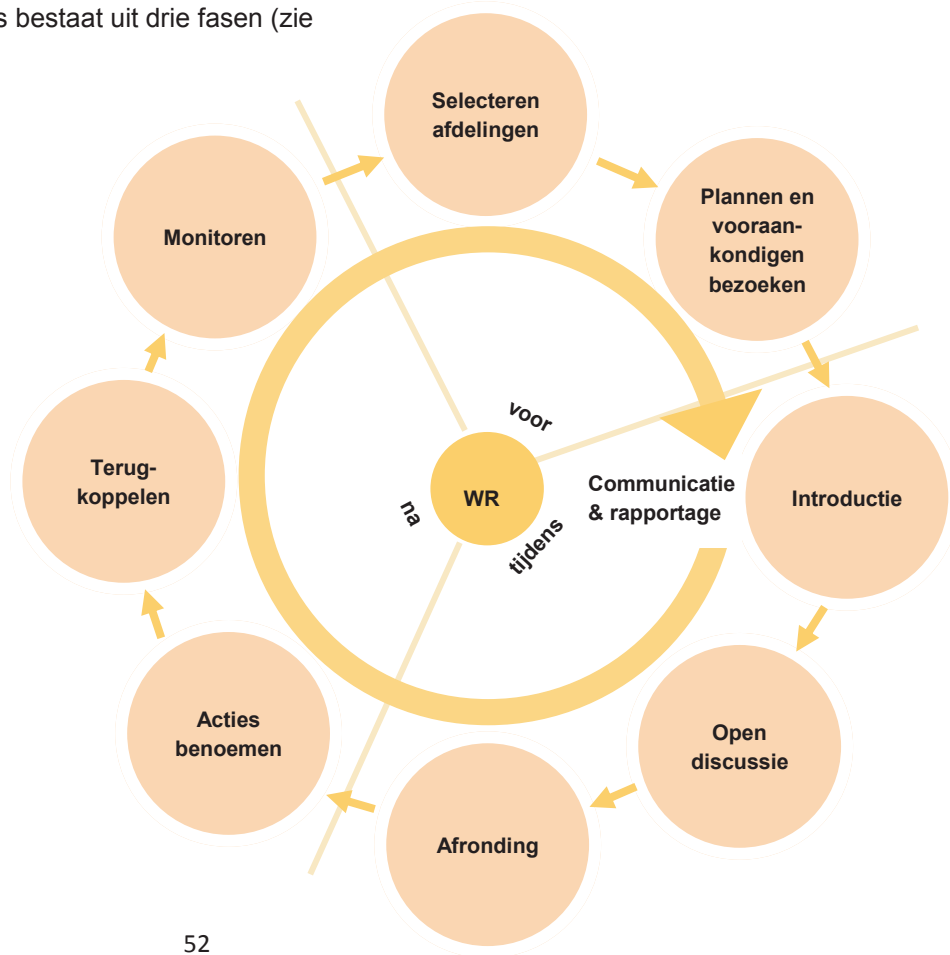 s bestaat uit drie fasen (zie
Selecteren
afdelingen
Plannen en
vooraan-
kondigen
bezoeken
Monitoren
voor
Communicatie
& rapportage
Introductie
Terug-
koppelen
WR
na
tijdens
Open
discussie
Acties
benoemen
Afronding
52